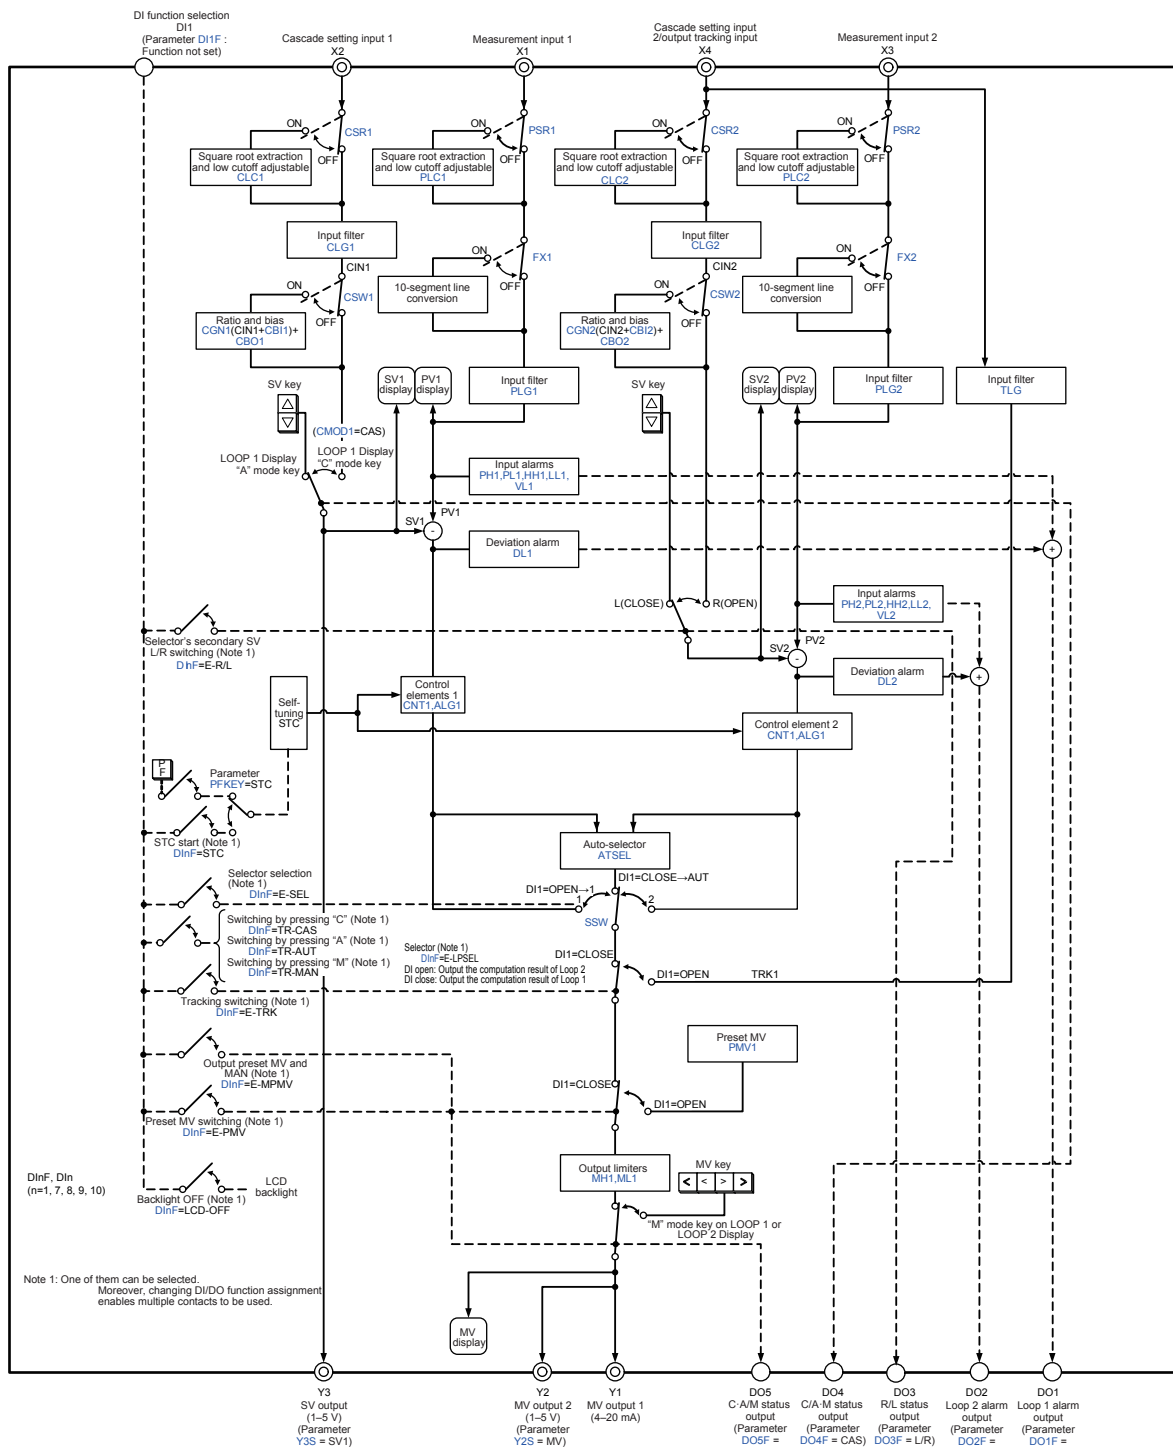 DI function selection
DI1
(Parameter DI1F :
Function not set)
Cascade setting input 1
X2
Measurement input 1
X1
Cascade setting input
2/output tracking input
X4
Measurement input 2
X3
ON
CSR1
OFF
Square root extraction
and low cutoff adjustable
CLC1
ON
PSR1
OFF
Square root extraction
and low cutoff adjustable
PLC1
ON
CSR2
OFF
Square root extraction
and low cutoff adjustable
CLC2
ON
PSR2
OFF
Square root extraction
and low cutoff adjustable
PLC2
Input filter
CLG1
CIN1
ON
CSW1
OFF
Ratio and bias
CGN1(CIN1+CBI1)+
CBO1
ON
FX1
OFF
10-segment line
conversion
Input filter
CLG2
CIN2
ON
CSW2
OFF
Ratio and bias
CGN2(CIN2+CBI2)+
CBO2
ON
FX2
OFF
10-segment line
conversion
SV key
(CMOD1=CAS)
LOOP 1 Display
"C" mode key
LOOP 1 Display
"A" mode key
SV1
display
PV1
display
Input filter
PLG1
SV key
SV2
display
PV2
display
Input filter
PLG2
Input filter
TLG
Input alarms
PH1,PL1,HH1,LL1,
VL1
SV1
PV1
-
Deviation alarm
DL1
+
L(CLOSE)
R(OPEN)
Input alarms
PH2,PL2,HH2,LL2,
VL2
SV2
PV2
-
Deviation alarm
DL2
+
Selector's secondary SV
L/R switching (Note 1)
DInF=E-R/L
Self-
tuning
STC
Control
elements 1
CNT1,ALG1
Control element 2
CNT1,ALG1
P
F
Parameter
PFKEY=STC
STC start (Note 1)
DInF=STC
Auto-selector
ATSEL
DI1=CLOSE→AUT
DI1=OPEN→1
1
2
SSW
Selector selection
(Note 1)
DInF=E-SEL
Switching by pressing "C" (Note 1)
DInF=TR-CAS
Switching by pressing "A" (Note 1)
DInF=TR-AUT
Switching by pressing "M" (Note 1)
DInF=TR-MAN
Selector (Note 1)
DInF=E-LPSEL
DI open: Output the computation result of Loop 2
DI close: Output the computation result of Loop 1
DI1=CLOSE
DI1=OPEN
TRK1
Tracking switching (Note 1)
DInF=E-TRK
Preset MV
PMV1
Output preset MV and
MAN (Note 1)
DInF=E-MPMV
DI1=CLOSE
DI1=OPEN
Preset MV switching (Note 1)
DInF=E-PMV
DInF, DIn
(n=1, 7, 8, 9, 10)
LCD
backlight
Backlight OFF (Note 1)
DInF=LCD-OFF
Output limiters
MH1,ML1
MV key
< < > >
"M" mode key on LOOP 1 or
LOOP 2 Display
Note 1: One of them can be selected.
Moreover, changing DI/DO function assignment
enables multiple contacts to be used.
MV
display
Y3
SV output
(1–5 V)
(Parameter
Y3S = SV1)
Y2
MV output 2
(1–5 V)
(Parameter
Y2S = MV)
Y1
MV output 1
(4–20 mA)
DO5
C·A/M status
output
(Parameter
DO5F =
DO4
C/A·M status
output
(Parameter
DO4F = CAS)
DO3
R/L status
output
(Parameter
DO3F = L/R)
DO2
Loop 2 alarm
output
(Parameter
DO2F =
DO1
Loop 1 alarm
output
(Parameter
DO1F =